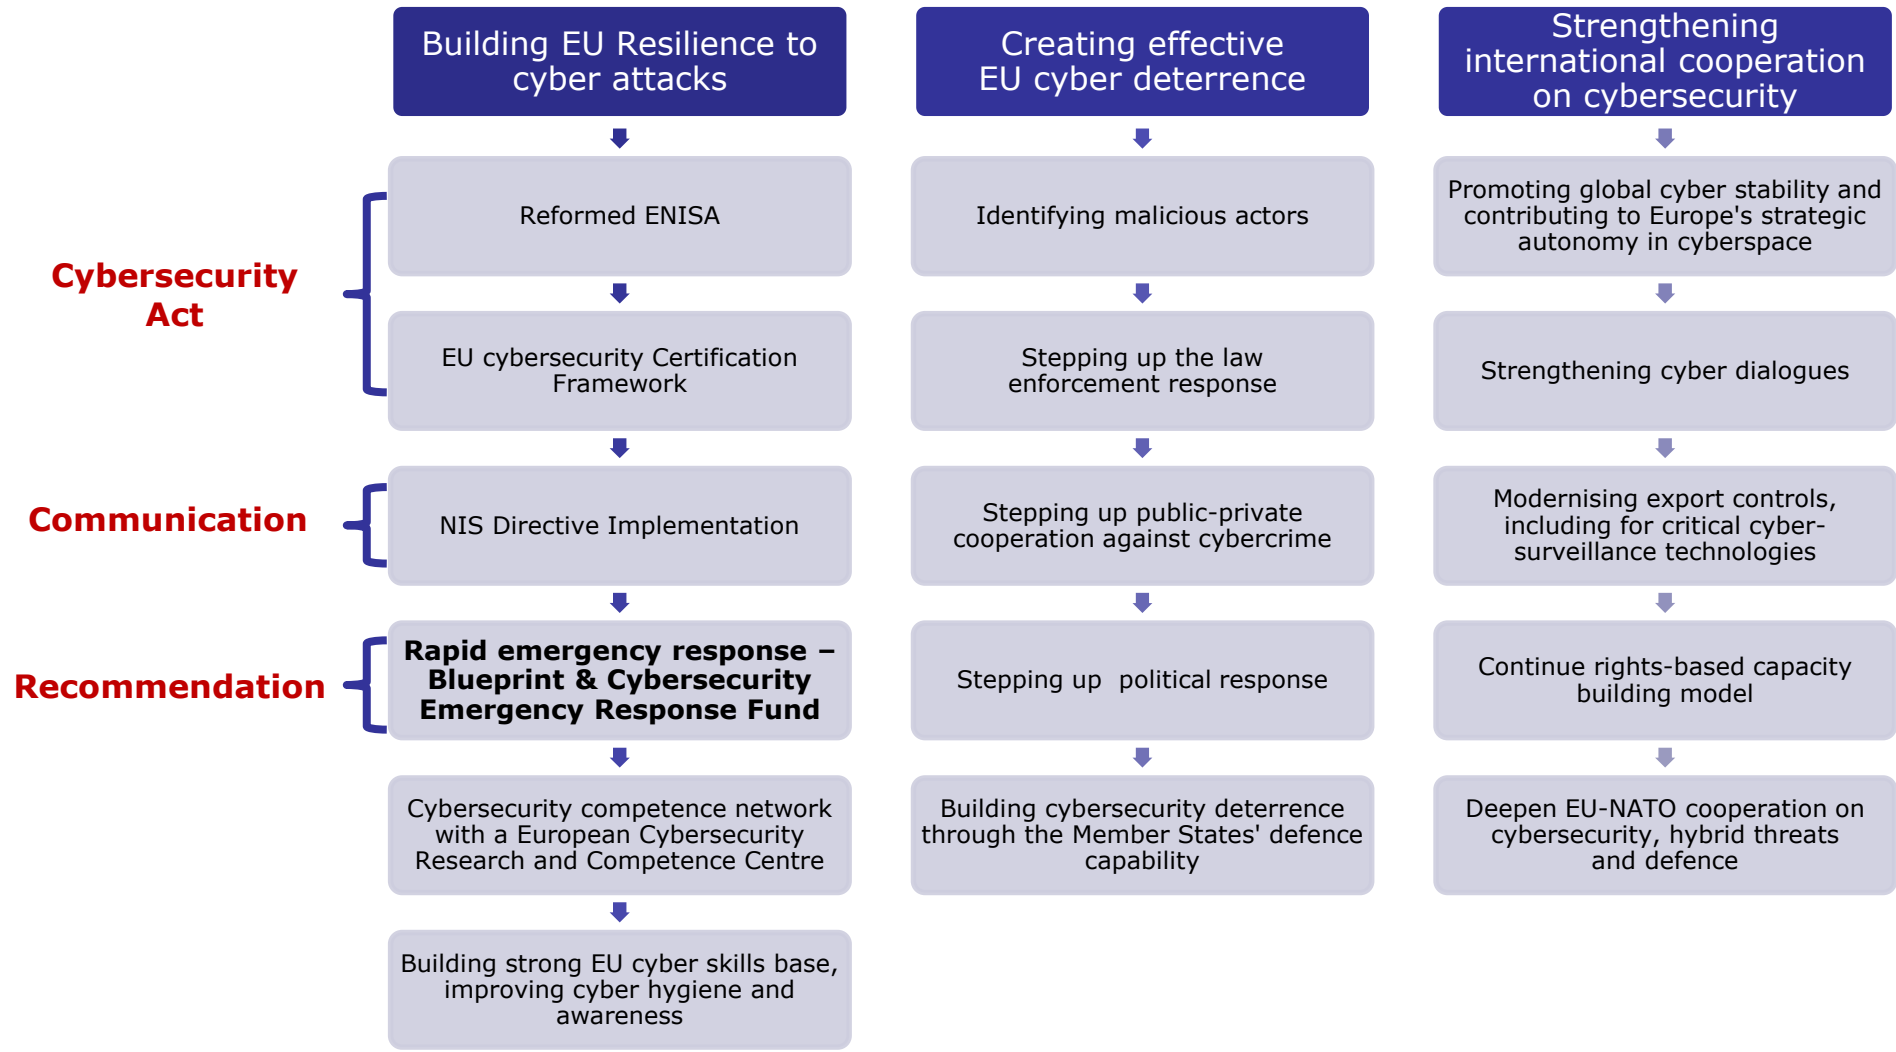 Building EU Resilience to
cyber attacks
Creating effective
EU cyber deterrence
Strengthening
international cooperation
on cybersecurity
Cybersecurity
Act
Communication
Recommendation
Reformed ENISA
EU cybersecurity Certification
Framework
NIS Directive Implementation
Rapid emergency response –
Blueprint & Cybersecurity
Emergency Response Fund
Cybersecurity competence network
with a European Cybersecurity
Research and Competence Centre
Building strong EU cyber skills base,
improving cyber hygiene and
awareness
Identifying malicious actors
Stepping up the law
enforcement response
Stepping up public-private
cooperation against cybercrime
Stepping up  political response
Building cybersecurity deterrence
through the Member States' defence
capability
Promoting global cyber stability and
contributing to Europe's strategic
autonomy in cyberspace
Strengthening cyber dialogues
Modernising export controls,
including for critical cyber-
surveillance technologies
Continue rights-based capacity
building model
Deepen EU-NATO cooperation on
cybersecurity, hybrid threats
and defence